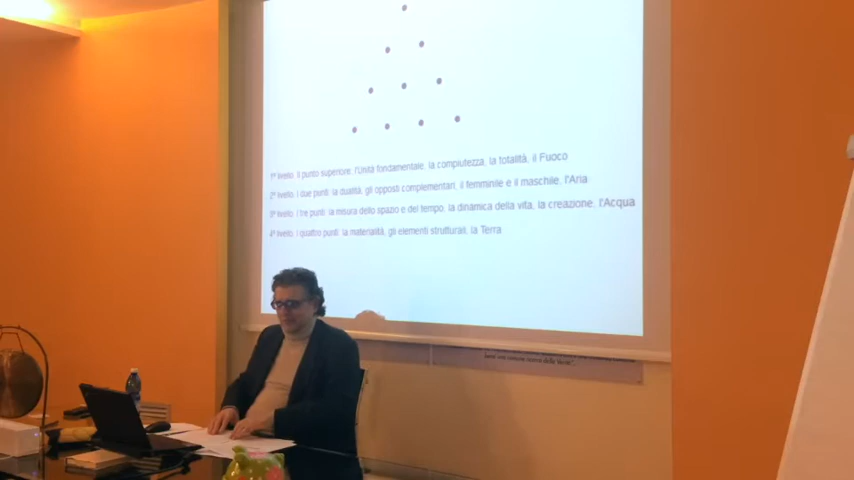 1° livello: il punto superiore, l'Unità fondamentale, la compiutezza, la totalità, il Fuoco
2° livello, i due punti: la dualità, gli opposti complementari, il femminile e il maschile, l'Aria
3° livello, i tre punti: la misura dello spazio e del tempo, la dinamica della vita, la creazione, l'Acqua
4° livello, i quattro punti: la materialità, gli elementi strutturali, la Terra